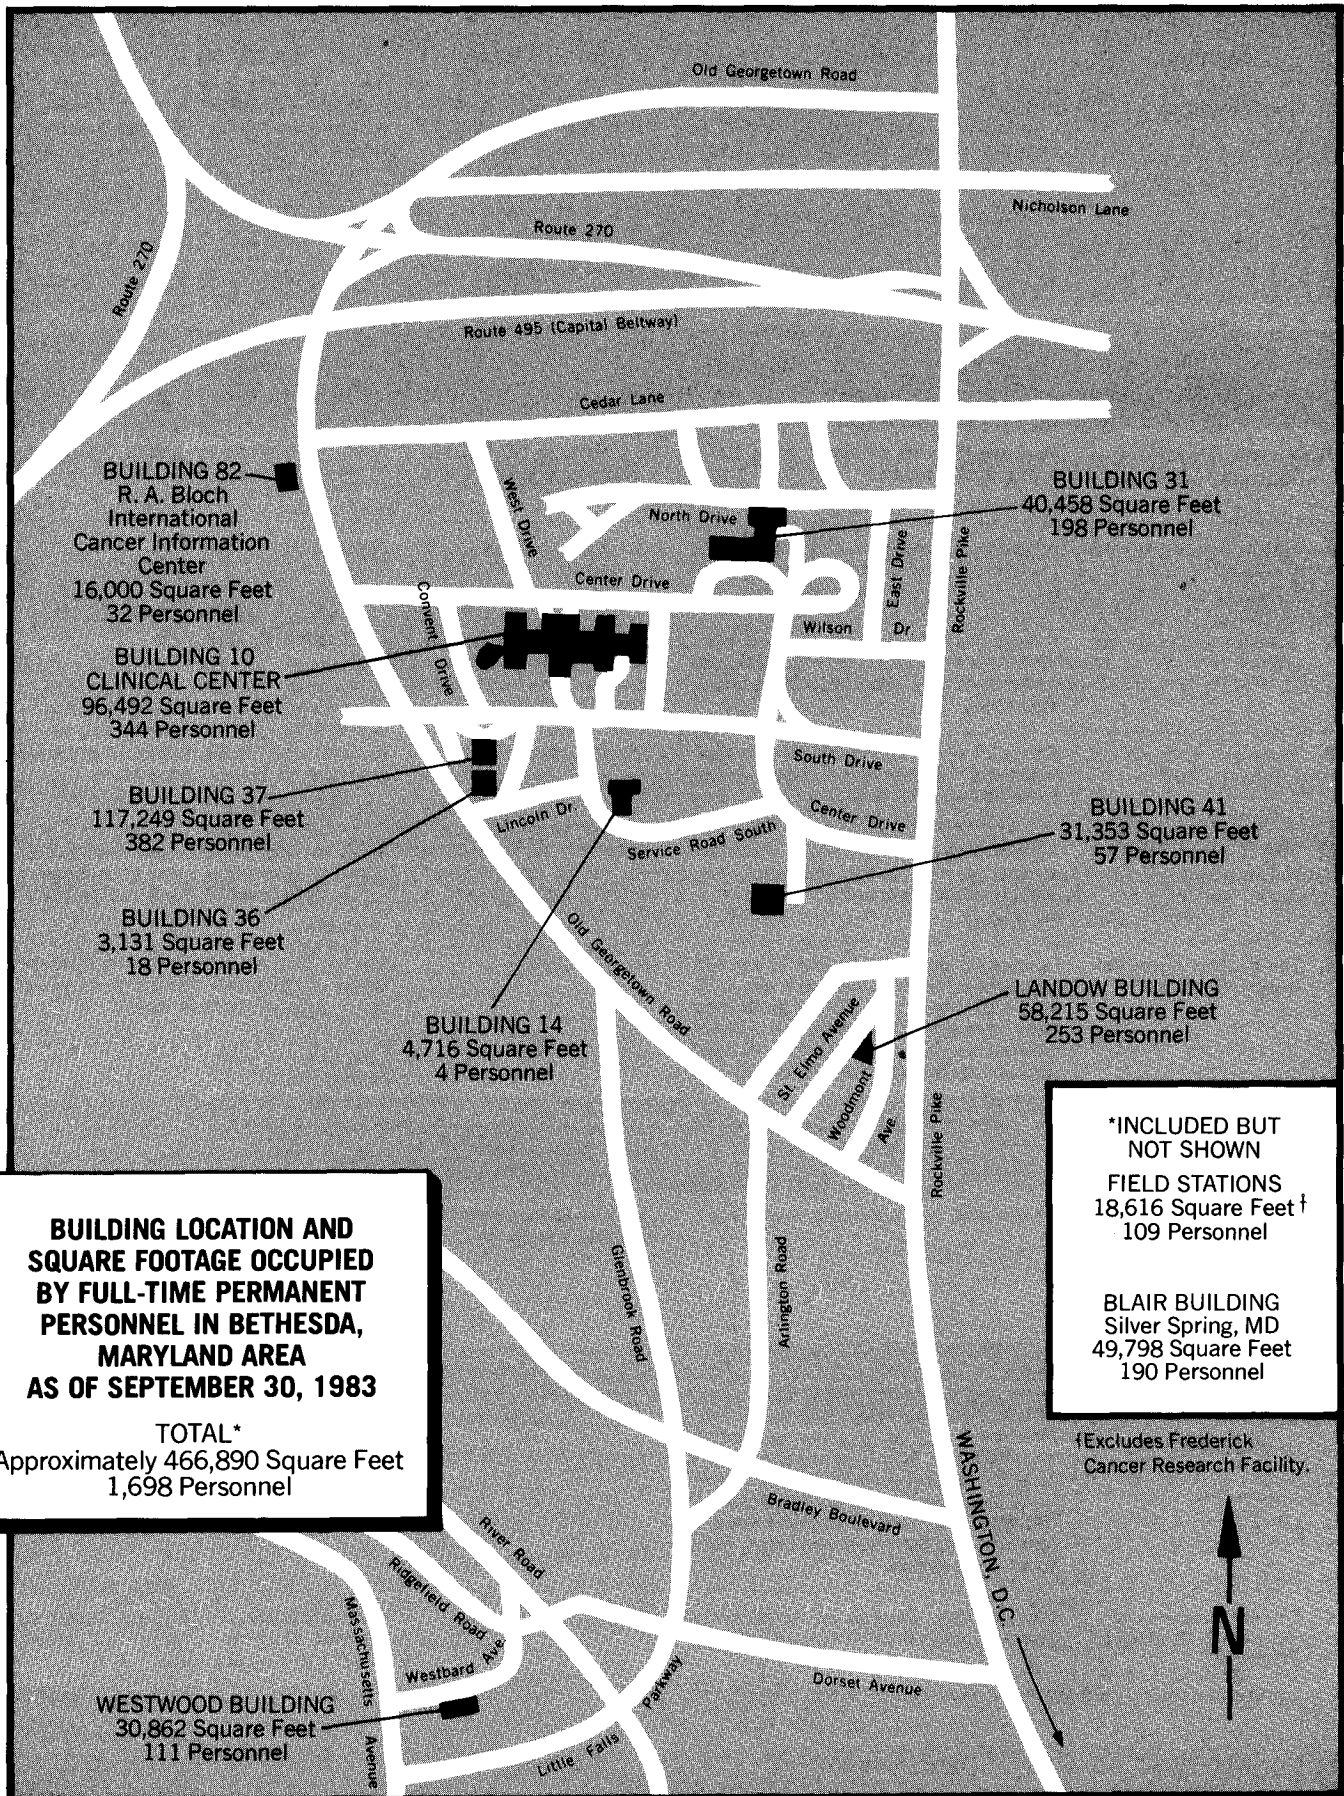 Old Georgetown Road
Nicholson Lane
Route 270
Route 270
Route 495 (Capital Beltway)
Cedar Lane
BUILDING 82
R. A. Bloch
International
Cancer Information
Center
16,000 Square Feet
32 Personnel
West Drive
North Drive
BUILDING 31
40,458 Square Feet
198 Personnel
East Drive
Rockville Pike
Center Drive
Convent Drive
Wilson Dr
BUILDING 10
CLINICAL CENTER
96,492 Square Feet
344 Personnel
South Drive
BUILDING 37
117,249 Square Feet
382 Personnel
Lincoln Dr.
Service Road South
Center Drive
BUILDING 41
31,353 Square Feet
57 Personnel
BUILDING 36
3,131 Square Feet
18 Personnel
Old Georgetown Road
BUILDING 14
4,716 Square Feet
4 Personnel
LANDOW BUILDING
58,215 Square Feet
253 Personnel
St. Elmo Avenue
Woodmont Ave.
Rockville Pike
*INCLUDED BUT
NOT SHOWN
FIELD STATIONS
18,616 Square Feet†
109 Personnel
BLAIR BUILDING
Silver Spring, MD
49,798 Square Feet
190 Personnel
†Excludes Frederick
Cancer Research Facility.
BUILDING LOCATION AND
SQUARE FOOTAGE OCCUPIED
BY FULL-TIME PERMANENT
PERSONNEL IN BETHESDA,
MARYLAND AREA
AS OF SEPTEMBER 30, 1983
TOTAL*
Approximately 466,890 Square Feet
1,698 Personnel
Glenbrook Road
Arlington Road
Bradley Boulevard
WASHINGTON, D.C.
N
River Road
Ridgefield Road
Massachusetts Avenue
Westbard Ave.
Dorset Avenue
Little Falls Parkway
WESTWOOD BUILDING
30,862 Square Feet
111 Personnel